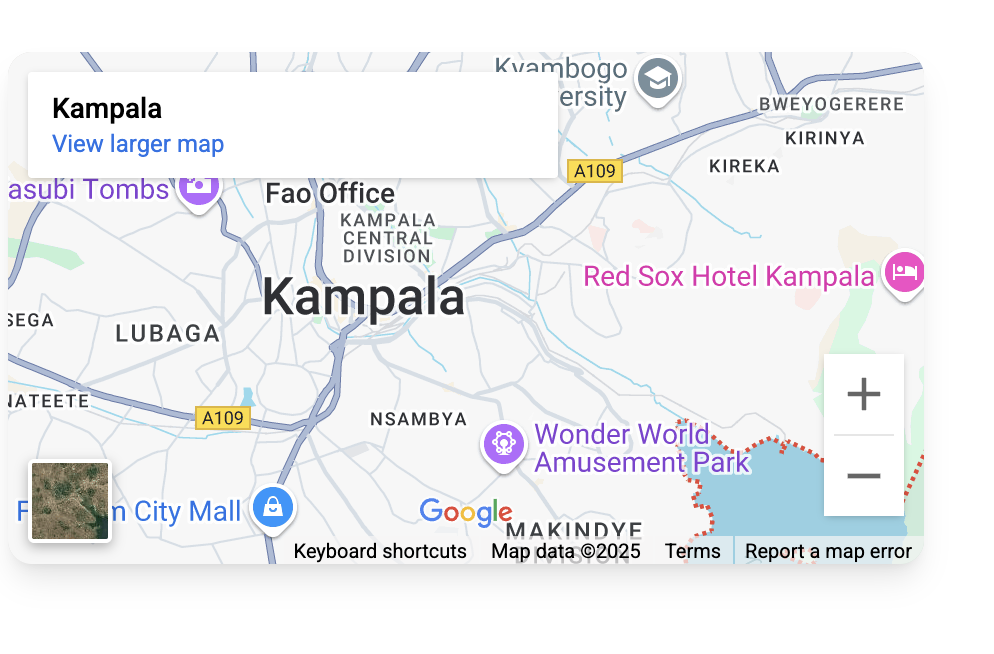 Kyambogo
ersity
Kampala
View larger map
BWEYOGERERE
KIRINYA
KIREKA
A109
asubi Tombs
Fao Office
KAMPALA
CENTRAL
DIVISION
Red Sox Hotel Kampala
Kampala
SEGA
LUBAGA
NATEETE
A109
NSAMBYA
Wonder World
Amusement Park
F m City Mall
Google
MAKINDYE
DIVISION
Keyboard shortcuts
Map data ©2025
Terms
Report a map error